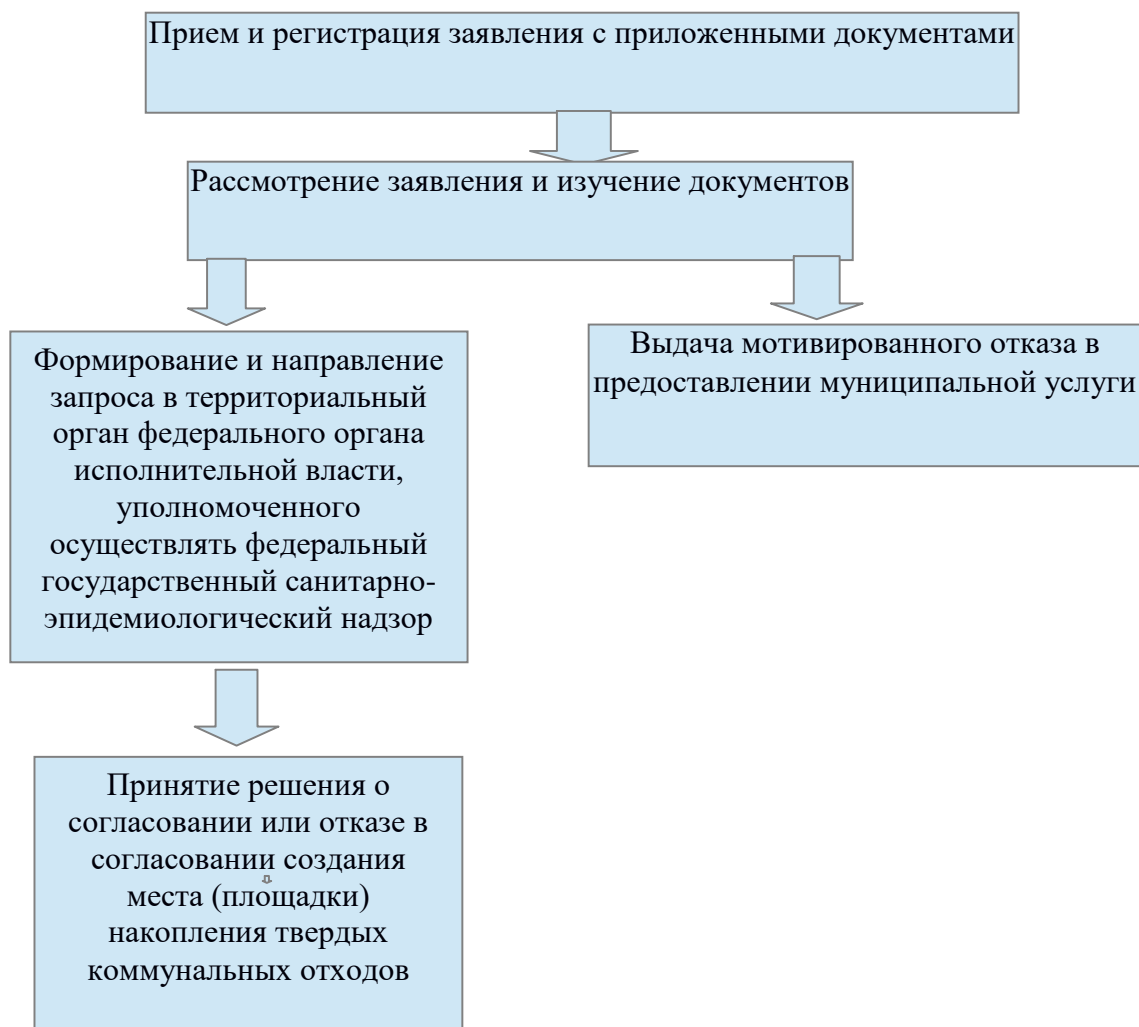 Прием и регистрация заявления с приложенными документами
Рассмотрение заявления и изучение документов
Формирование и направление
запроса в территориальный
орган федерального органа
исполнительной власти,
уполномоченного
осуществлять федеральный
государственный санитарно-
эпидемиологический надзор
Выдача мотивированного отказа в
предоставлении муниципальной услуги
Принятие решения о
согласовании или отказе в
согласовании создания
места (площадки)
накопления твердых
коммунальных отходов